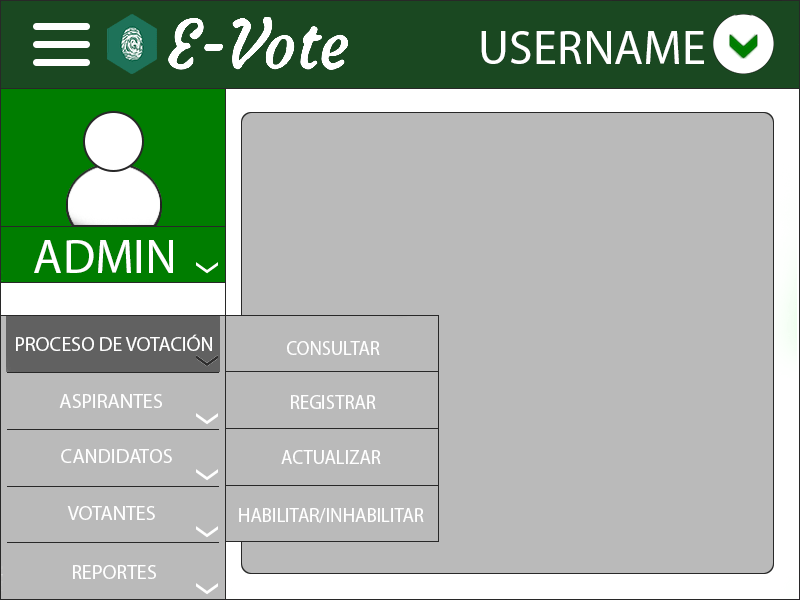 E-Vote
USERNAME
ADMIN
PROCESO DE VOTACIÓN
CONSULTAR
ASPIRANTES
REGISTRAR
CANDIDATOS
ACTUALIZAR
VOTANTES
HABILITAR/INHABILITAR
REPORTES